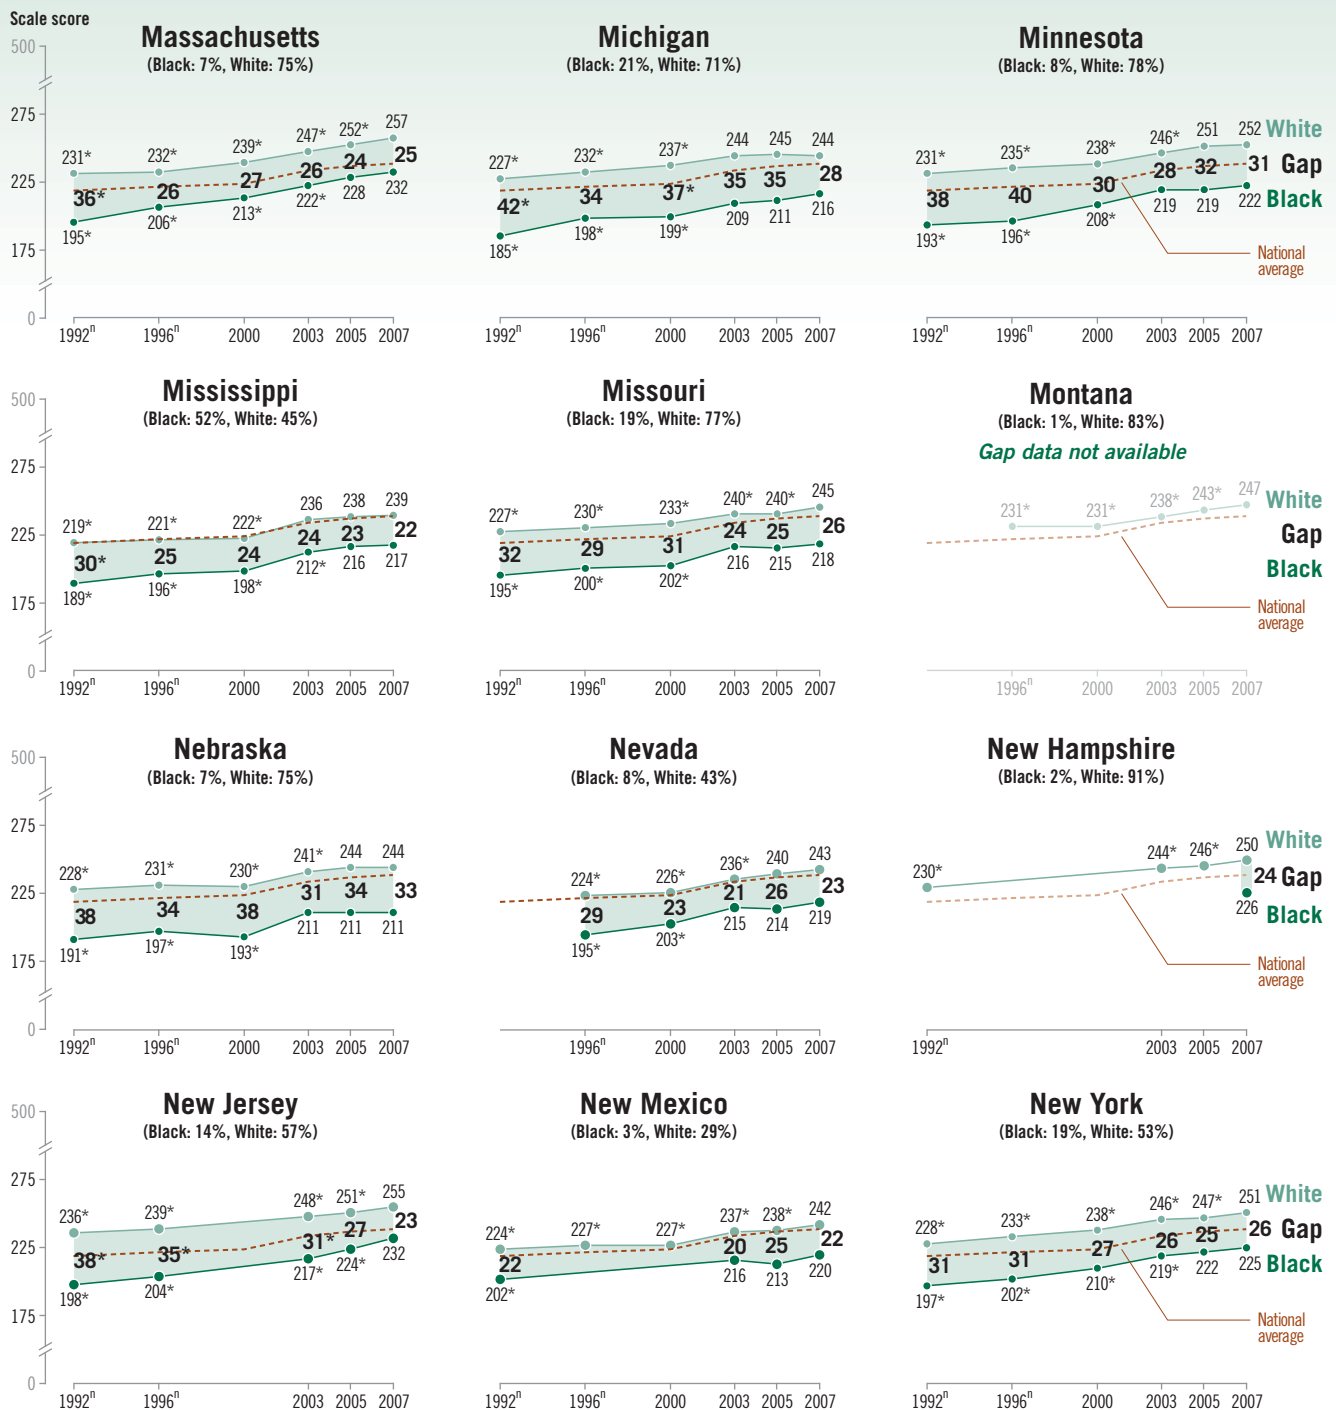 Scale score
Massachusetts Michigan Minnesota
(Black: 7%, White: 75%) (Black: 21%, White: 71%) (Black: 8%, White: 78%)
500
275
225
175
0
231* 232* 239* 247* 252* 257
36* 26 27 26 24 25
195* 206* 213* 222* 228 232
1992n 1996n 2000 2003 2005 2007
227* 232* 237* 244 245 244
42* 34 37* 35 35 28
185* 198* 199* 209 211 216
1992n 1996n 2000 2003 2005 2007
231* 235* 238* 246* 251 252 White
38 40 30 28 32 31 Gap
193* 196* 208* 219 219 222 Black
National
average
1992n 1996n 2000 2003 2005 2007
Mississippi Missouri Montana
(Black: 52%, White: 45%) (Black: 19%, White: 77%) (Black: 1%, White: 83%)
Gap data not available
500
275
225
175
0
219* 221* 222* 236 238 239
30* 25 24 24 23 22
189* 196* 198* 212* 216 217
1992n 1996n 2000 2003 2005 2007
227* 230* 233* 240* 240* 245
32 29 31 24 25 26
195* 200* 202* 216 215 218
1992n 1996n 2000 2003 2005 2007
231* 231* 238* 243* 247 White
Gap
Black
National
average
1996n 2000 2003 2005 2007
Nebraska Nevada New Hampshire
(Black: 7%, White: 75%) (Black: 8%, White: 43%) (Black: 2%, White: 91%)
500
275
225
175
0
228* 231* 230* 241* 244 244
38 34 38 31 34 33
191* 197* 193* 211 211 211
1992n 1996n 2000 2003 2005 2007
224* 226* 236* 240 243
29 23 21 26 23
195* 203* 215 214 219
1996n 2000 2003 2005 2007
230* 244* 246* 250 White
24 Gap
226 Black
National
average
1992n 2003 2005 2007
New Jersey New Mexico New York
(Black: 14%, White: 57%) (Black: 3%, White: 29%) (Black: 19%, White: 53%)
500
275
225
175
0
236* 239* 248* 251* 255
38* 35* 31* 27 23
198* 204* 217* 224* 232
1992n 1996n 2003 2005 2007
224* 227* 227* 237* 238* 242
22 20 25 22
202* 216 213 220
1992n 1996n 2000 2003 2005 2007
228* 233* 238* 246* 247* 251 White
31 31 27 26 25 26 Gap
197* 202* 210* 219* 222 225 Black
National
average
1992n 1996n 2000 2003 2005 2007